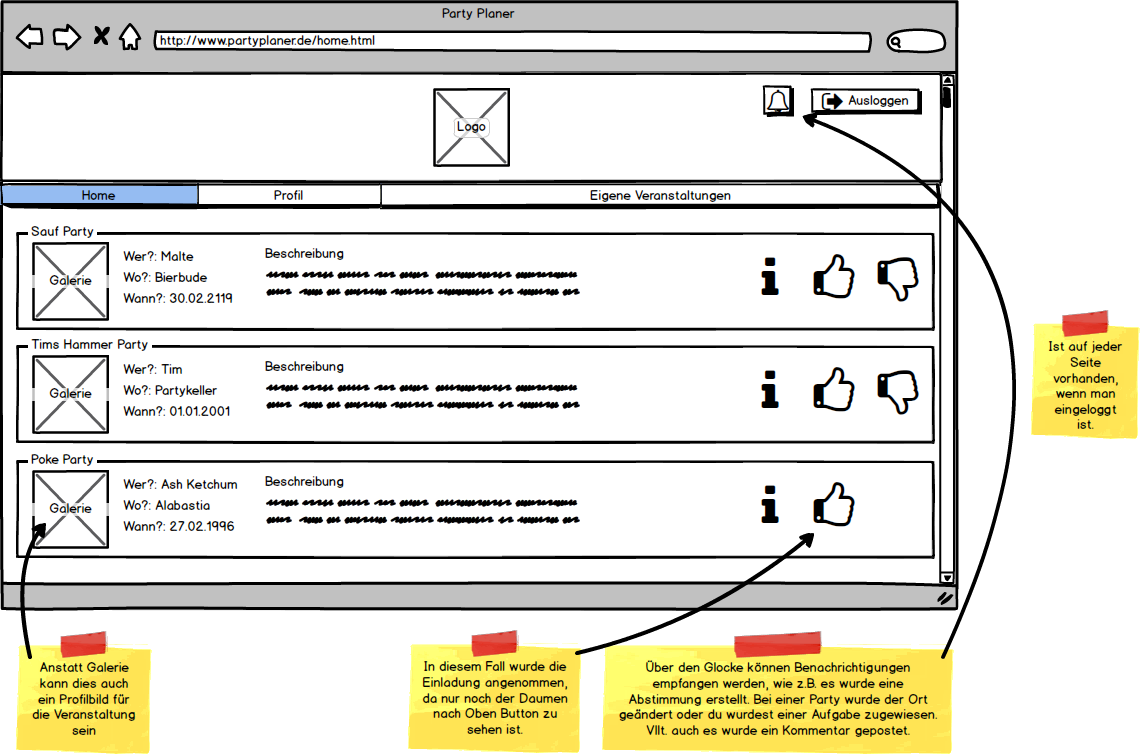 Party Planer
http://www.partyplaner.de/home.html
Ausloggen
Logo
Home
Profil
Eigene Veranstaltungen
Sauf Party
Galerie
Wer?: Malte
Wo?: Bierbude
Wann?: 30.02.2119
Beschreibung
Tims Hammer Party
Galerie
Wer?: Tim
Wo?: Partykeller
Wann?: 01.01.2001
Beschreibung
Poke Party
Galerie
Wer?: Ash Ketchum
Wo?: Alabastia
Wann?: 27.02.1996
Beschreibung
Ist auf jeder
Seite
vorhanden,
wenn man
eingeloggt
ist.
Anstatt Galerie
kann dies auch
ein Profilbild für
die Veranstaltung
sein
In diesem Fall wurde die
Einladung angenommen,
da nur noch der Daumen
nach Oben Button zu
sehen ist.
Über den Glocke können Benachrichtigungen
empfangen werden, wie z.B. es wurde eine
Abstimmung erstellt. Bei einer Party wurde der Ort
geändert oder du wurdest einer Aufgabe zugewiesen.
Vllt. auch es wurde ein Kommentar gepostet.